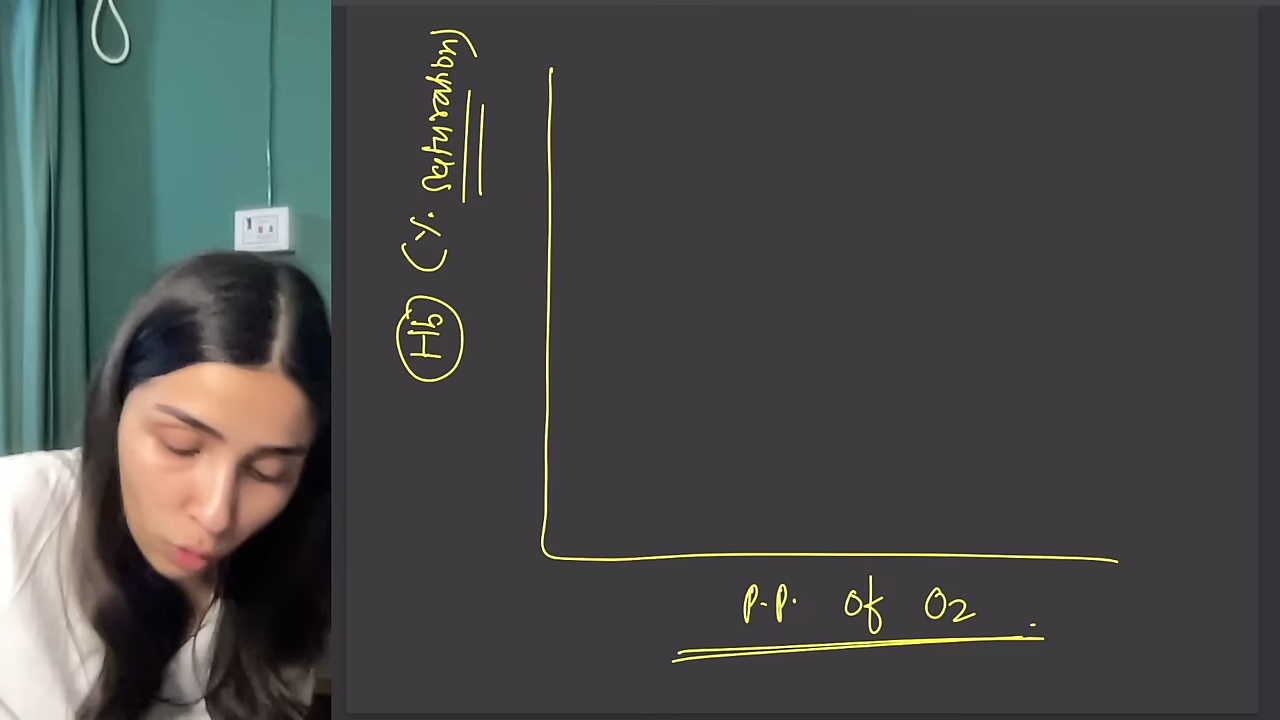 Hb (% saturation)
P.P. of O2